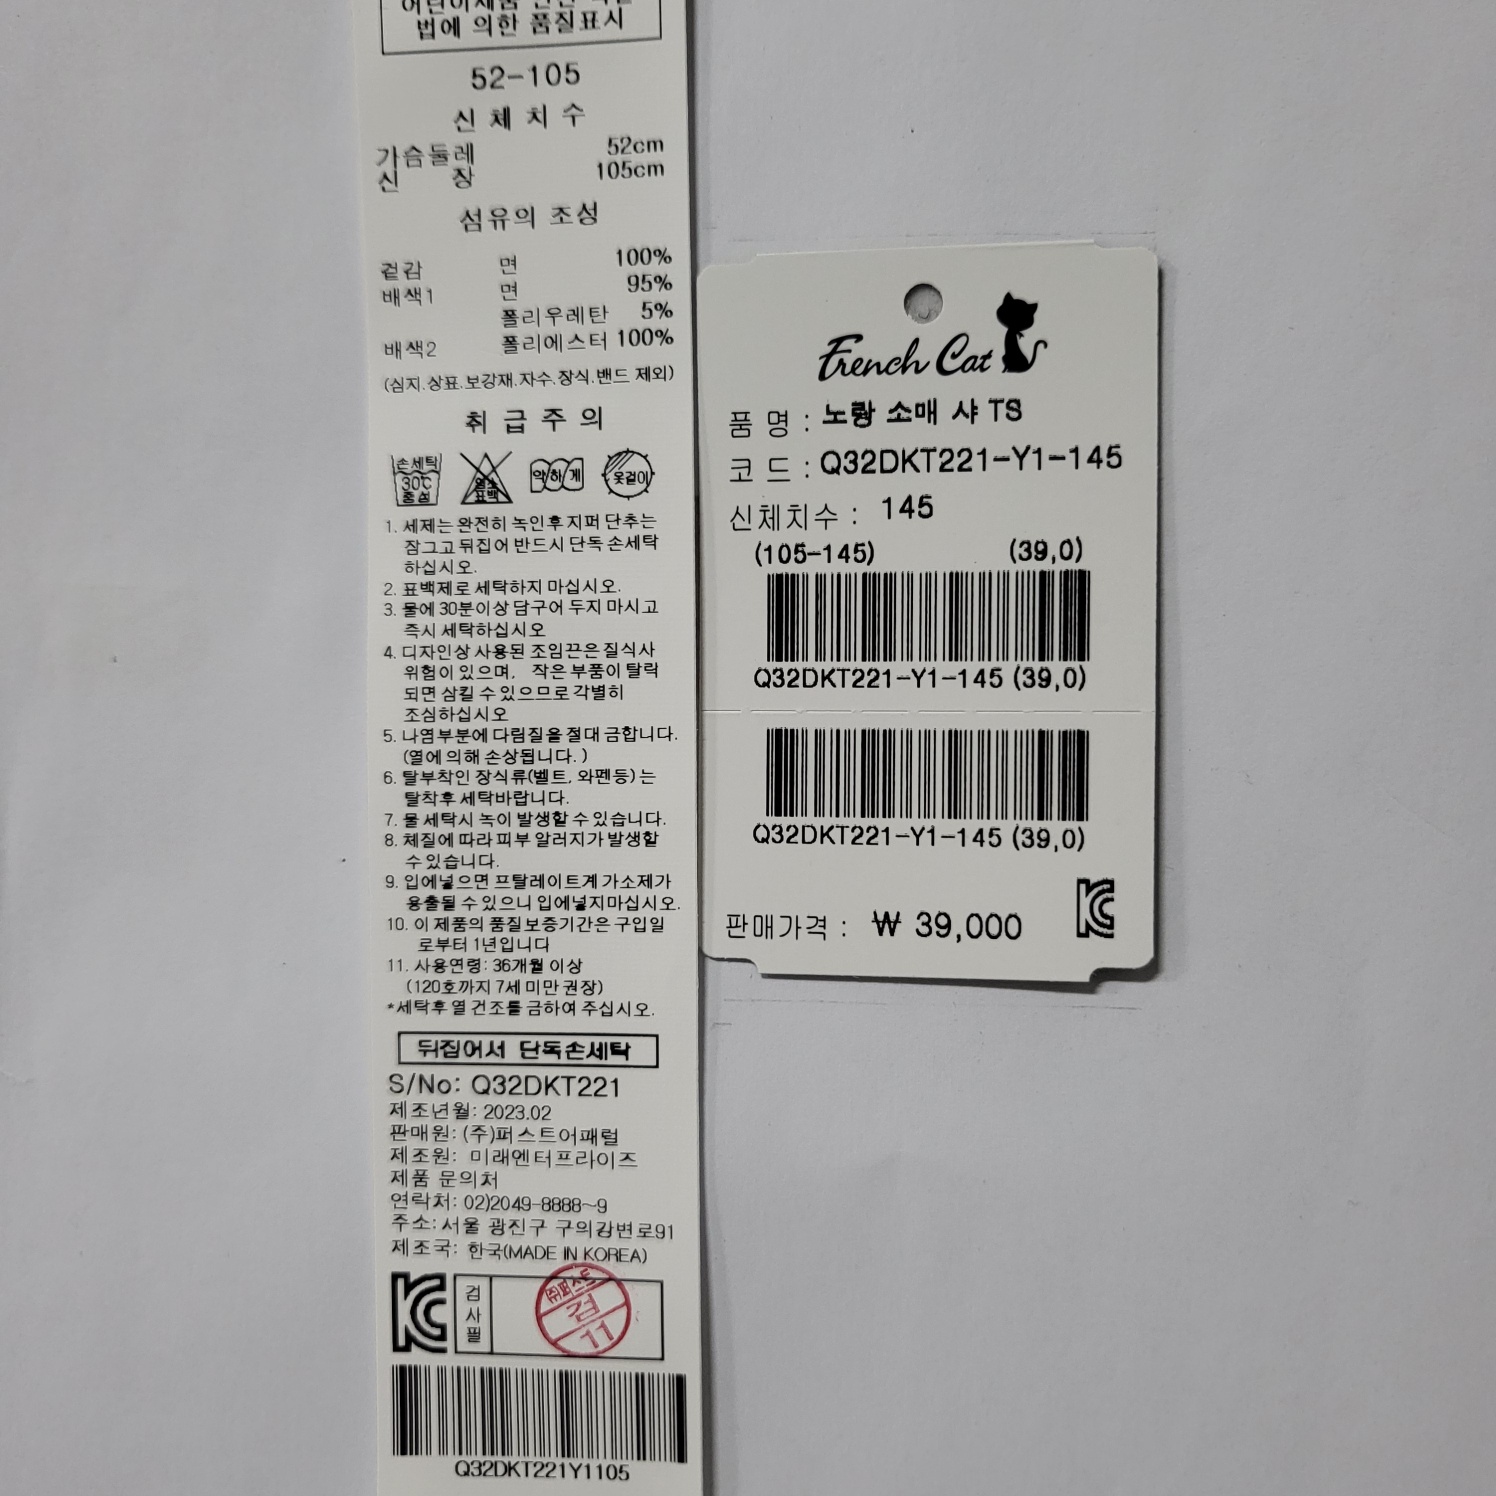 법에 의한 품질표시
52-105
신 체 치 수
가슴둘레 52cm
신 장 105cm
섬유의 조성
겉감 면 100%
배색1 면 95%
폴리우레탄 5%
배색2 폴리에스터 100%
(심지.상표.보강재.자수.장식.밴드 제외)
취 급 주 의
손세탁 30℃ 중성
염소 표백
약하게
옷걸이
1. 세제는 완전히 녹인후 지퍼 단추는
잠그고 뒤집어 반드시 단독 손세탁
하십시오.
2. 표백제로 세탁하지 마십시오.
3. 물에 30분이상 담구어 두지 마시고
즉시 세탁하십시오
4. 디자인상 사용된 조임끈은 질식사
위험이 있으며, 작은 부품이 탈락
되면 삼킬 수 있으므로 각별히
조심하십시오
5. 나염부분에 다림질을 절대 금합니다.
(열에 의해 손상됩니다. )
6. 탈부착인 장식류(벨트, 와펜등) 는
탈착후 세탁바랍니다.
7. 물 세탁시 녹이 발생할 수 있습니다.
8. 체질에 따라 피부 알러지가 발생할
수 있습니다.
9. 입에넣으면 프탈레이트계 가소제가
용출될 수 있으니 입에넣지마십시오.
10. 이 제품의 품질보증기간은 구입일
로부터 1년입니다
11. 사용연령: 36개월 이상
(120호까지 7세 미만 권장)
*세탁후 열 건조를 금하여 주십시오.
뒤집어서 단독손세탁
S/No: Q32DKT221
제조년월: 2023.02
판매원: (주)퍼스트어패럴
제조원: 미래엔터프라이즈
제품 문의처
연락처: 02)2049-8888~9
주소: 서울 광진구 구의강변로91
제조국: 한국(MADE IN KOREA)
KC 검사필
㈜퍼스트
검
11
Q32DKT221Y1105
French Cat
품 명 : 노랑 소매 샤 TS
코 드 : Q32DKT221-Y1-145
신체치수 : 145
(105-145) (39,0)
Q32DKT221-Y1-145 (39,0)
Q32DKT221-Y1-145 (39,0)
KC
판매가격 : ₩ 39,000